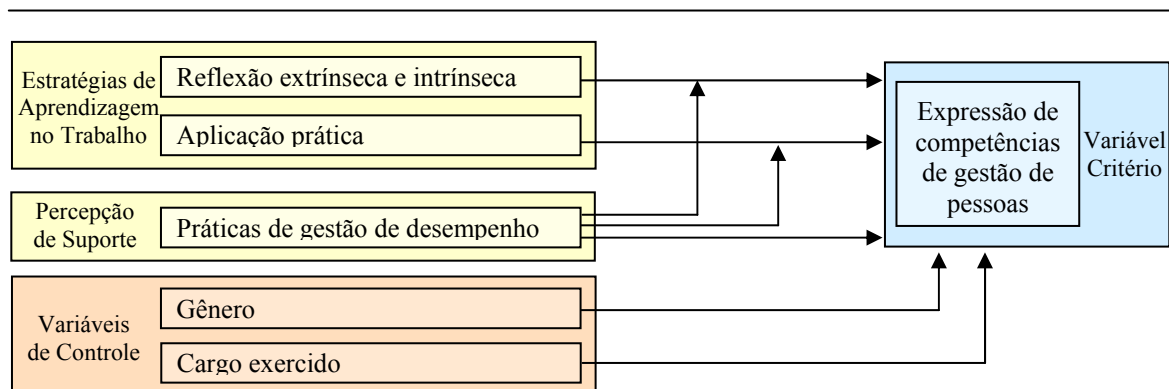 Estratégias de
Aprendizagem
no Trabalho
Reflexão extrínseca e intrínseca
Aplicação prática
Percepção
de Suporte
Práticas de gestão de desempenho
Variáveis
de Controle
Gênero
Cargo exercido
Expressão de
competências
de gestão de
pessoas
Variável
Critério